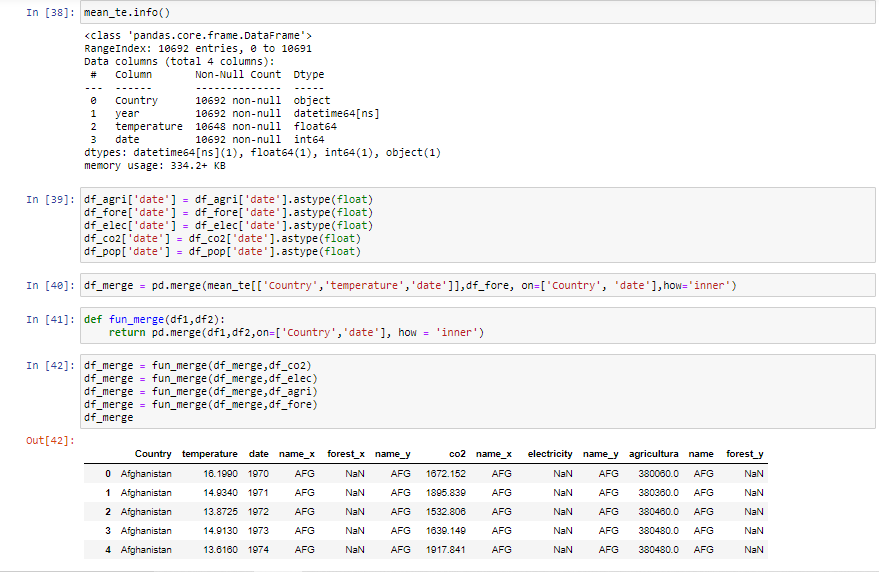 In [38]: mean_te.info()
<class 'pandas.core.frame.DataFrame'>
RangeIndex: 10692 entries, 0 to 10691
Data columns (total 4 columns):
 #   Column       Non-Null Count  Dtype
---  ------       --------------  -----
 0   Country      10692 non-null  object
 1   year         10692 non-null  datetime64[ns]
 2   temperature  10648 non-null  float64
 3   date         10692 non-null  int64
dtypes: datetime64[ns](1), float64(1), int64(1), object(1)
memory usage: 334.2+ KB
In [39]: df_agri['date'] = df_agri['date'].astype(float)
df_fore['date'] = df_fore['date'].astype(float)
df_elec['date'] = df_elec['date'].astype(float)
df_co2['date'] = df_co2['date'].astype(float)
df_pop['date'] = df_pop['date'].astype(float)
In [40]: df_merge = pd.merge(mean_te[['Country','temperature','date']],df_fore, on=['Country', 'date'],how='inner')
In [41]: def fun_merge(df1,df2):
    return pd.merge(df1,df2,on=['Country','date'], how = 'inner')
In [42]: df_merge = fun_merge(df_merge,df_co2)
df_merge = fun_merge(df_merge,df_elec)
df_merge = fun_merge(df_merge,df_agri)
df_merge = fun_merge(df_merge,df_fore)
df_merge
Out[42]:
Country temperature date name_x forest_x name_y co2 name_x electricity name_y agricultura name forest_y
0 Afghanistan 16.1990 1970 AFG NaN AFG 1672.152 AFG NaN AFG 380060.0 AFG NaN
1 Afghanistan 14.9340 1971 AFG NaN AFG 1895.839 AFG NaN AFG 380360.0 AFG NaN
2 Afghanistan 13.8725 1972 AFG NaN AFG 1532.806 AFG NaN AFG 380460.0 AFG NaN
3 Afghanistan 14.9130 1973 AFG NaN AFG 1639.149 AFG NaN AFG 380480.0 AFG NaN
4 Afghanistan 13.6160 1974 AFG NaN AFG 1917.841 AFG NaN AFG 380480.0 AFG NaN